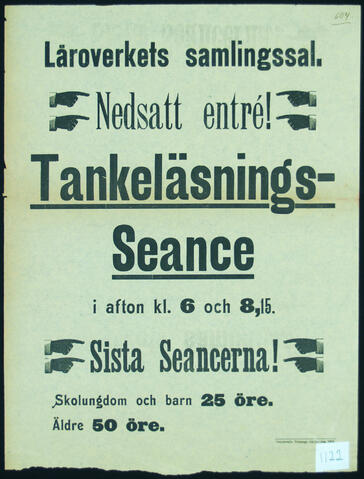 604
Läroverkets samlingssal.
Nedsatt entré!
Tankeläsnings-
Seance
i afton kl. 6 och 8,15.
Sista Seancerna!
Skolungdom och barn 25 öre.
Äldre 50 öre.
1122